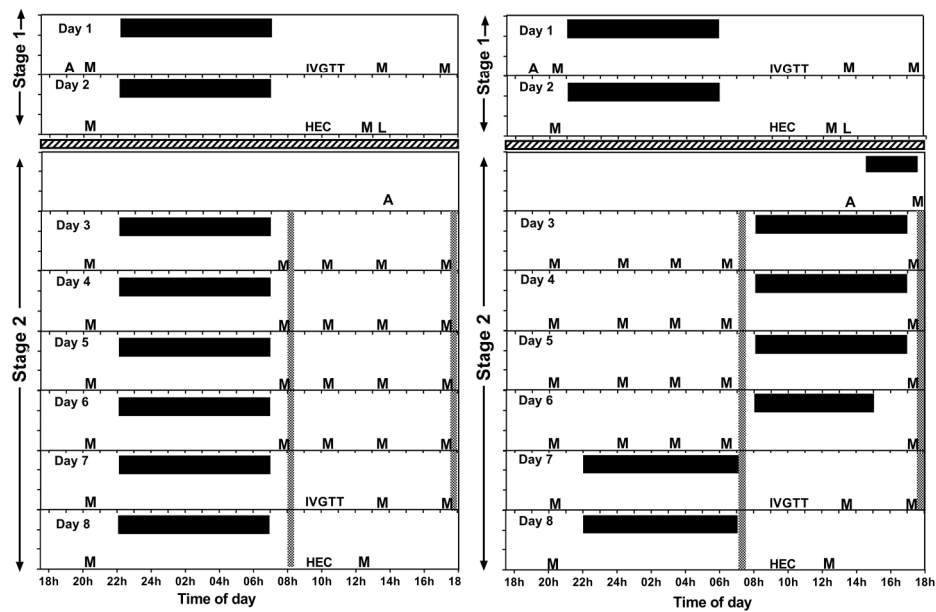 Stage 1
Day 1
A M IVGTT M M
Day 2
M HEC M L
Stage 2
A
Day 3
M M M M M
Day 4
M M M M M
Day 5
M M M M M
Day 6
M M M M M
Day 7
M IVGTT M M
Day 8
M HEC M
18h 20h 22h 24h 02h 04h 06h 08h 10h 12h 14h 16h 18
Time of day
Stage 1
Day 1
A M IVGTT M M
Day 2
M HEC M L
Stage 2
A M
Day 3
M M M M M
Day 4
M M M M M
Day 5
M M M M M
Day 6
M M M M M
Day 7
M IVGTT M M
Day 8
M HEC M
18h 20h 22h 24h 02h 04h 06h 08h 10h 12h 14h 16h 18h
Time of day